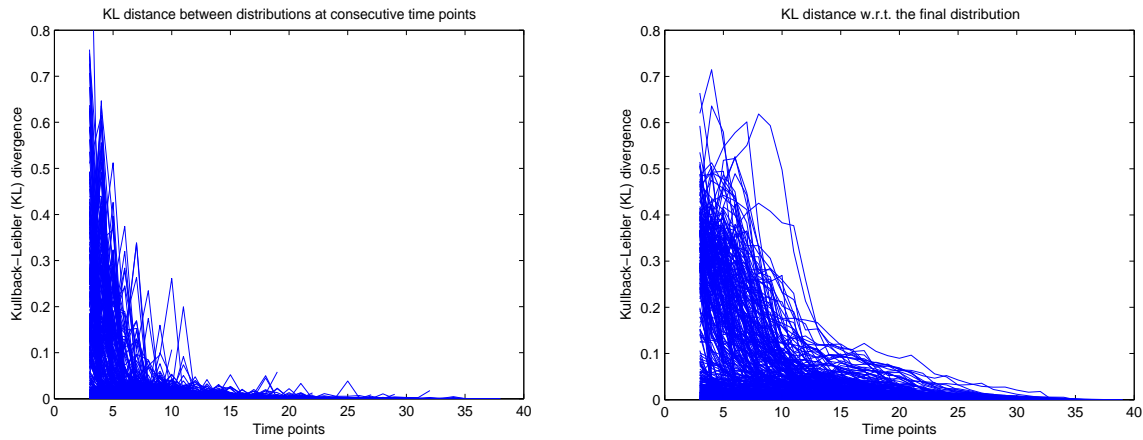 KL distance between distributions at consecutive time points
0.8
0.7
0.6
0.5
0.4
0.3
0.2
0.1
0
0 5 10 15 20 25 30 35 40
Kullback−Leibler (KL) divergence
Time points
KL distance w.r.t. the final distribution
0.8
0.7
0.6
0.5
0.4
0.3
0.2
0.1
0
0 5 10 15 20 25 30 35 40
Kullback−Leibler (KL) divergence
Time points